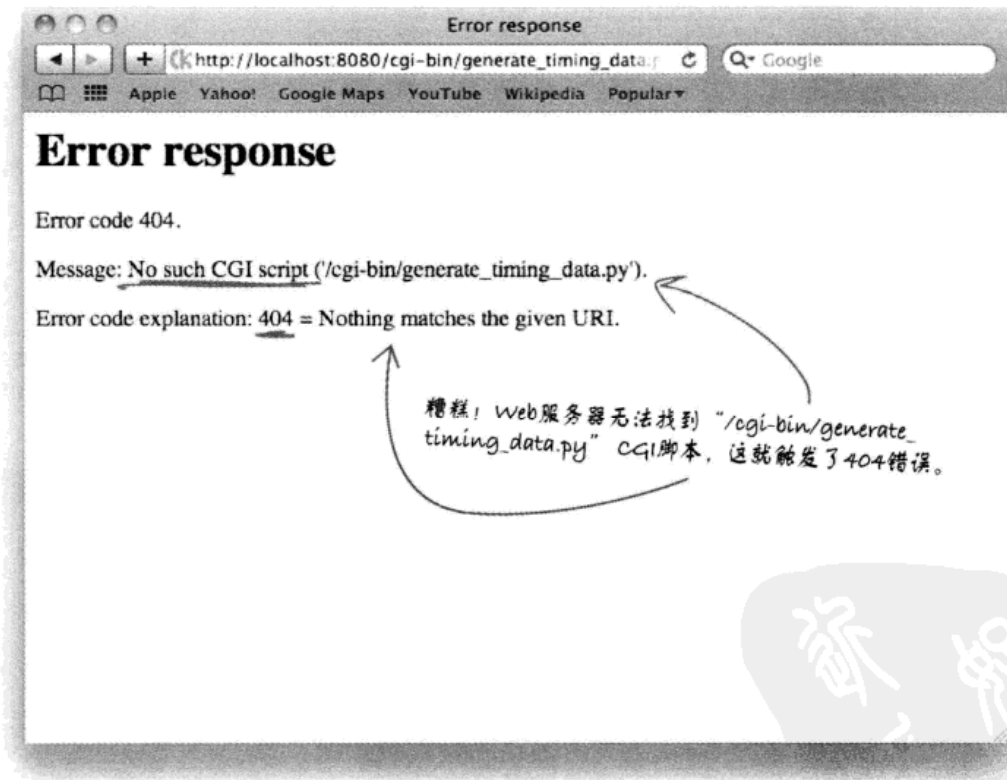 Error response
http://localhost:8080/cgi-bin/generate_timing_data.p
Google
Apple Yahoo! Google Maps YouTube Wikipedia Popular
Error response
Error code 404.
Message: No such CGI script ('/cgi-bin/generate_timing_data.py').
Error code explanation: 404 = Nothing matches the given URI.
糟糕！Web服务器无法找到“/cgi-bin/generate_
timing_data.py”CGI脚本，这就触发了404错误。